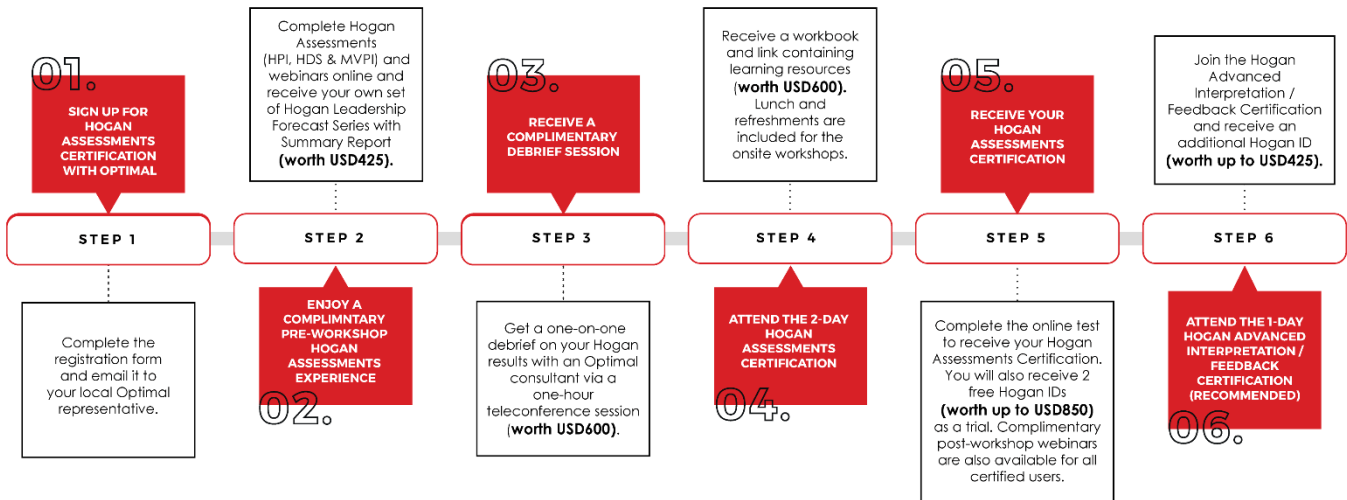 01.
SIGN UP FOR
HOGAN
ASSESSMENTS
CERTIFICATION
WITH OPTIMAL
STEP 1
Complete the
registration form
and email it to
your local Optimal
representative.
Complete Hogan
Assessments
(HPI, HDS & MVPI) and
webinars online and
receive your own set
of Hogan Leadership
Forecast Series with
Summary Report
(worth USD425).
STEP 2
ENJOY A
COMPLIMNTARY
PRE-WORKSHOP
HOGAN
ASSESSMENTS
EXPERIENCE
02.
03.
RECEIVE A
COMPLIMENTARY
DEBRIEF SESSION
STEP 3
Get a one-on-one
debrief on your Hogan
results with an Optimal
consultant via a
one-hour
teleconference session
(worth USD600).
Receive a workbook
and link containing
learning resources
(worth USD600).
Lunch and
refreshments are
included for the
onsite workshops.
STEP 4
ATTEND THE 2-DAY
HOGAN
ASSESSMENTS
CERTIFICATION
04.
05.
RECEIVE YOUR
HOGAN
ASSESSMENTS
CERTIFICATION
STEP 5
Complete the online test
to receive your Hogan
Assessments Certification.
You will also receive 2
free Hogan IDs
(worth up to USD850)
as a trial. Complimentary
post-workshop webinars
are also available for all
certified users.
Join the Hogan
Advanced
Interpretation /
Feedback Certification
and receive an
additional Hogan ID
(worth up to USD425).
STEP 6
ATTEND THE 1-DAY
HOGAN ADVANCED
INTERPRETATION /
FEEDBACK
CERTIFICATION
(RECOMMENDED)
06.